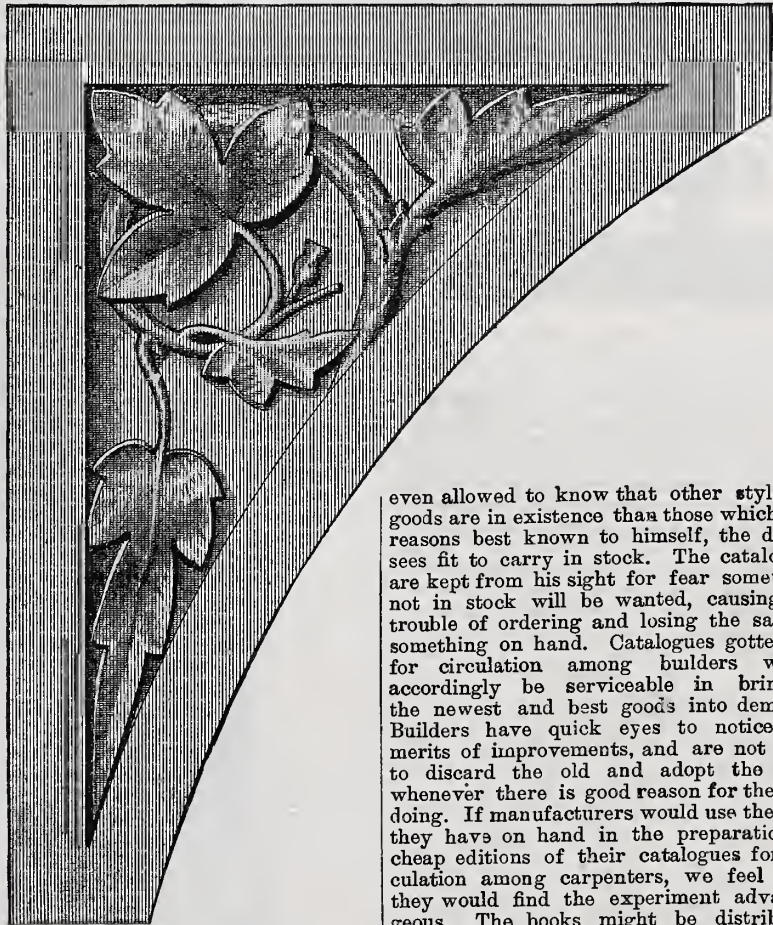 even allowed to know that other styl
goods are in existence than those which
reasons best known to himself, the d
sees fit to carry in stock. The catalo
are kept from his sight for fear some
not in stock will be wanted, causing
trouble of ordering and losing the sa
something on hand. Catalogues gotte
for circulation among builders w
accordingly be serviceable in brin
the newest and best goods into dem
Builders have quick eyes to notice
merits of improvements, and are not
to discard the old and adopt the
whenever there is good reason for the
doing. If manufacturers would use the
they have on hand in the preparatio
cheap editions of their catalogues for
culation among carpenters, we feel
they would find the experiment adva
geous. The books might be distrib